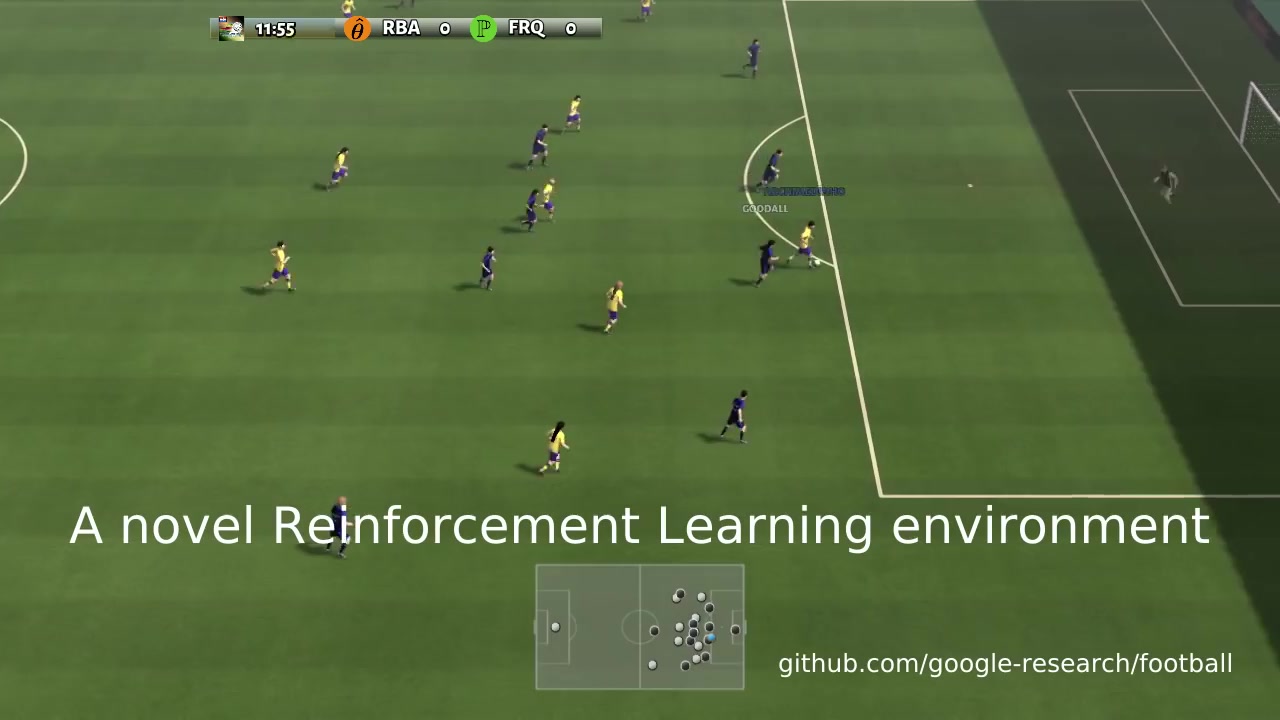 11:55 RBA 0 FRQ 0
GOODALL
A novel Reinforcement Learning environment
github.com/google-research/football